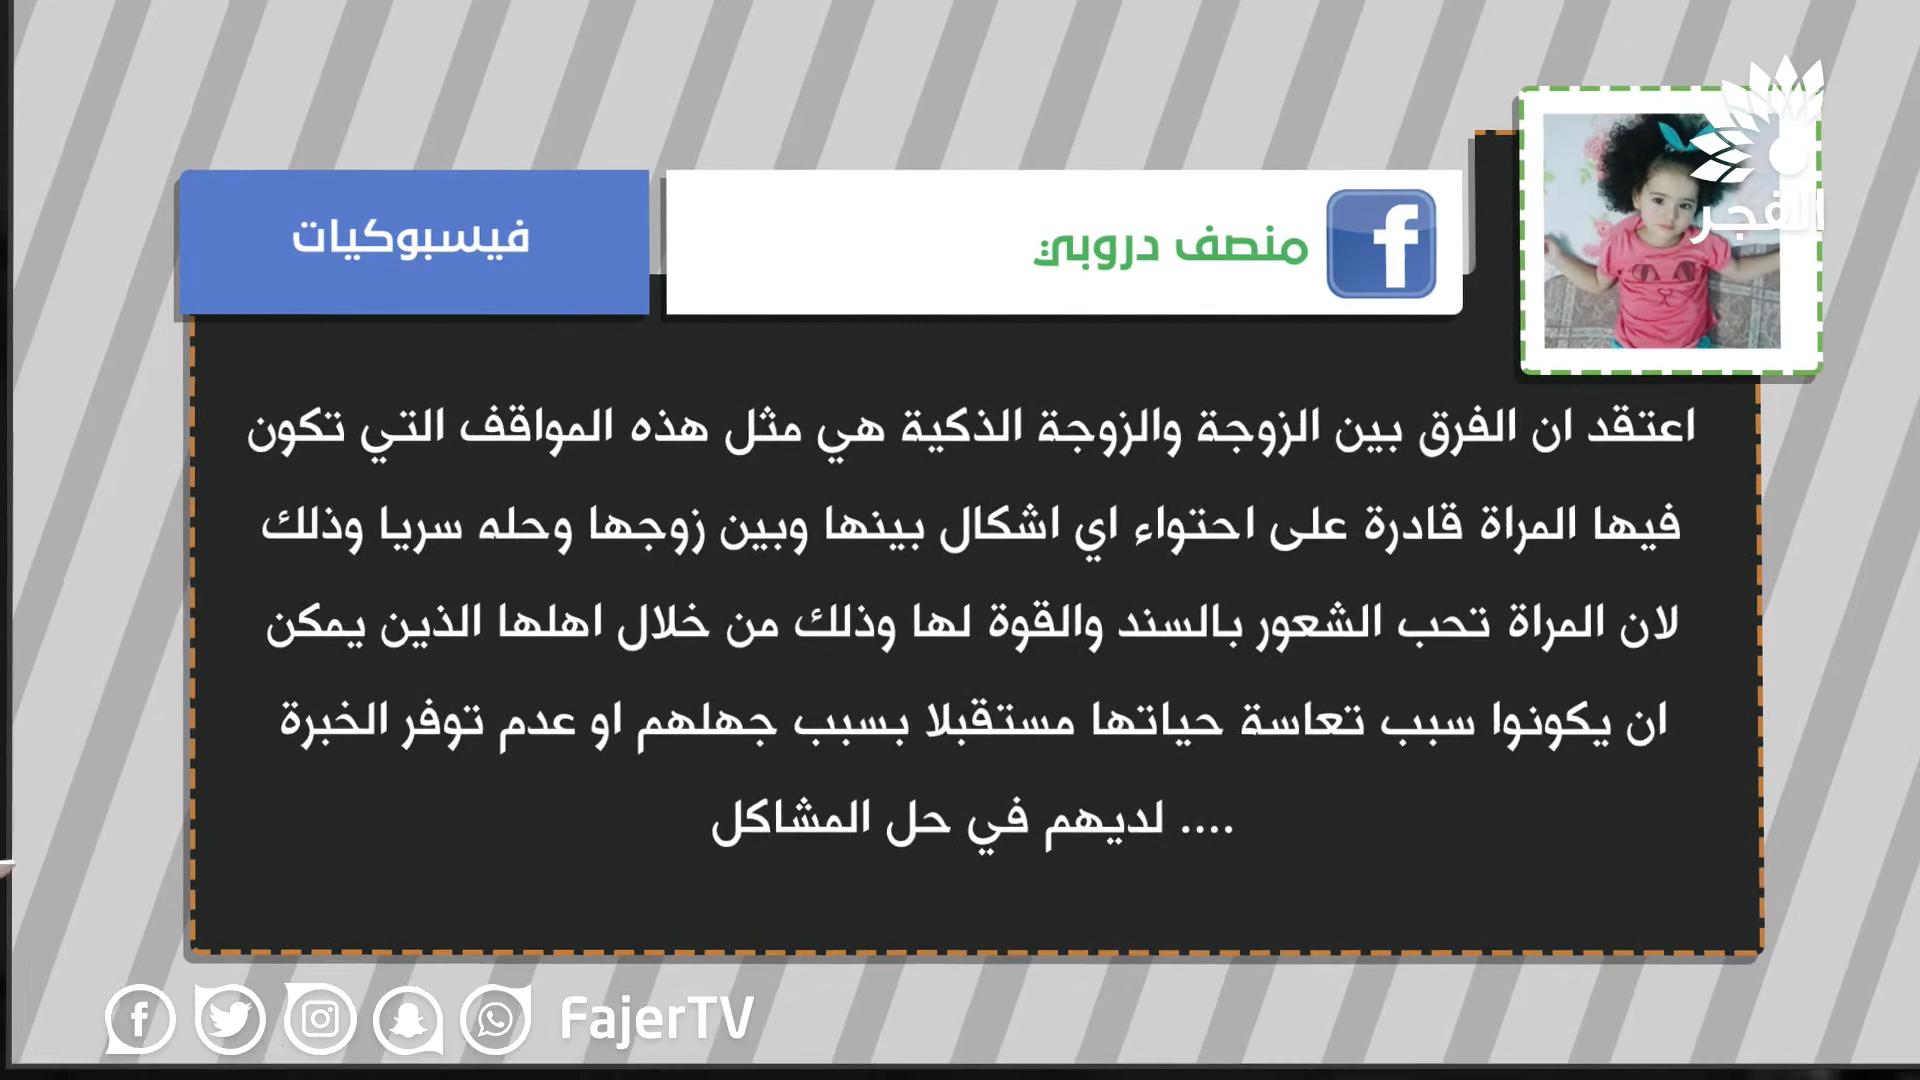 الفجر
منصف دروبي
فيسبوكيات
اعتقد ان الفرق بين الزوجة والزوجة الذكية هي مثل هذه المواقف التي تكون
فيها المراة قادرة على احتواء اي اشكال بينها وبين زوجها وحله سريا وذلك
لان المراة تحب الشعور بالسند والقوة لها وذلك من خلال اهلها الذين يمكن
ان يكونوا سبب تعاسة حياتها مستقبلا بسبب جهلهم او عدم توفر الخبرة
.... لديهم في حل المشاكل
FajerTV